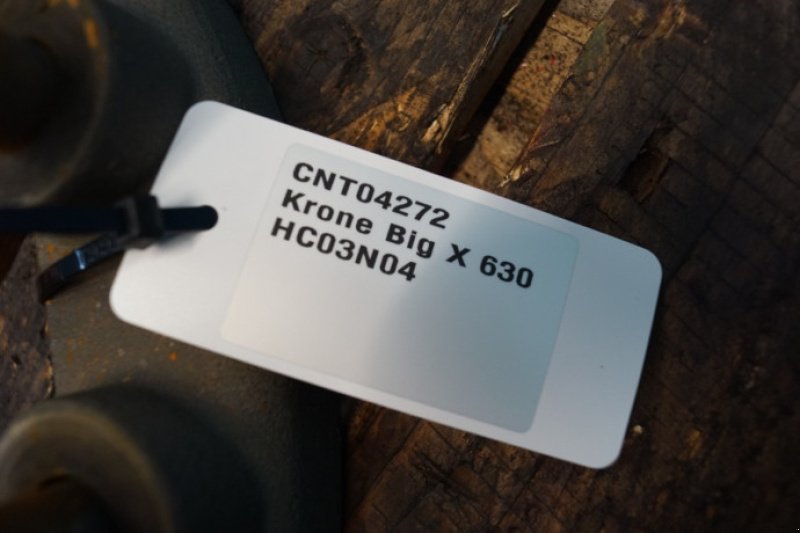 CNT04272
Krone Big X 630
HC03N04